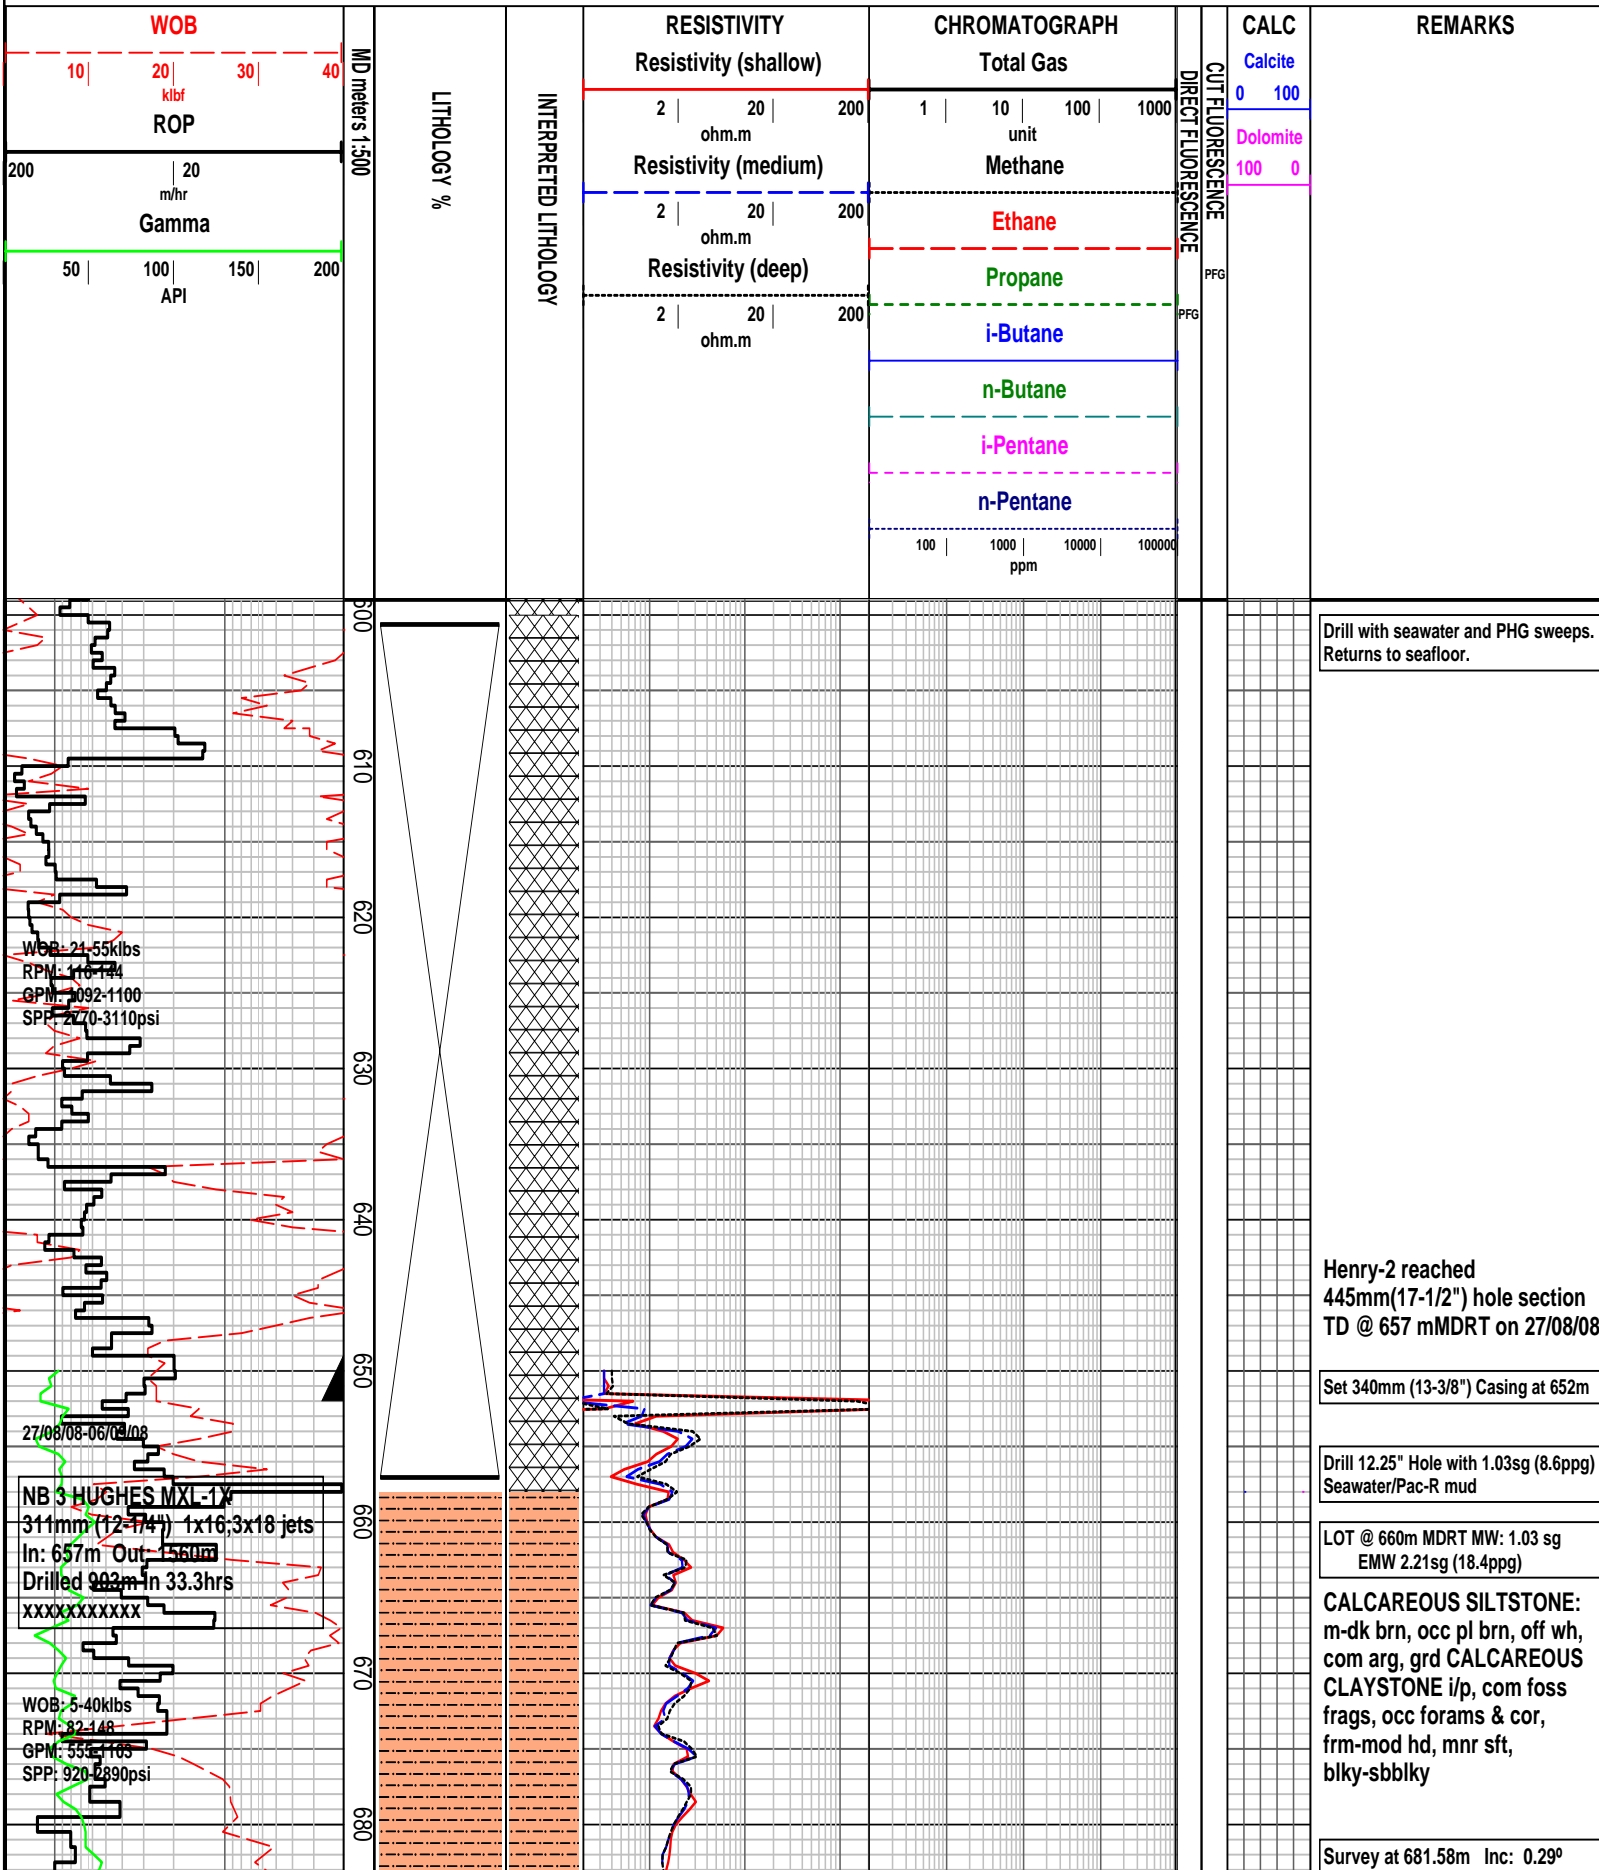 WOB
10 20 30 40
klbf
ROP
200 20
m/hr
Gamma
50 100 150 200
API
MD meters 1:500
LITHOLOGY %
INTERPRETED LITHOLOGY
RESISTIVITY
Resistivity (shallow)
2 20 200
ohm.m
Resistivity (medium)
2 20 200
ohm.m
Resistivity (deep)
2 20 200
ohm.m
CHROMATOGRAPH
Total Gas
1 10 100 1000
unit
Methane
Ethane
Propane
i-Butane
n-Butane
i-Pentane
n-Pentane
100 1000 10000 100000
ppm
DIRECT FLUORESCENCE
PFG
CUT FLUORESCENCE
PFG
CALC
Calcite
0 100
Dolomite
100 0
REMARKS
600
610
620
630
640
650
660
670
680
WOB: 21-55klbs
RPM: 116-144
GPM: 1092-1100
SPP: 2770-3110psi
27/08/08-06/09/08
NB 3 HUGHES MXL-1X
311mm (12-1/4") 1x16,3x18 jets
In: 657m Out: 1560m
Drilled 903m In 33.3hrs
xxxxxxxxxxx
WOB: 5-40klbs
RPM: 82-148
GPM: 555-1163
SPP: 920-2890psi
Drill with seawater and PHG sweeps.
Returns to seafloor.
Henry-2 reached
445mm(17-1/2") hole section
TD @ 657 mMDRT on 27/08/08
Set 340mm (13-3/8") Casing at 652m
Drill 12.25" Hole with 1.03sg (8.6ppg)
Seawater/Pac-R mud
LOT @ 660m MDRT MW: 1.03 sg
EMW 2.21sg (18.4ppg)
CALCAREOUS SILTSTONE:
m-dk brn, occ pl brn, off wh,
com arg, grd CALCAREOUS
CLAYSTONE i/p, com foss
frags, occ forams & cor,
frm-mod hd, mnr sft,
blky-sbblky
Survey at 681.58m Inc: 0.29º